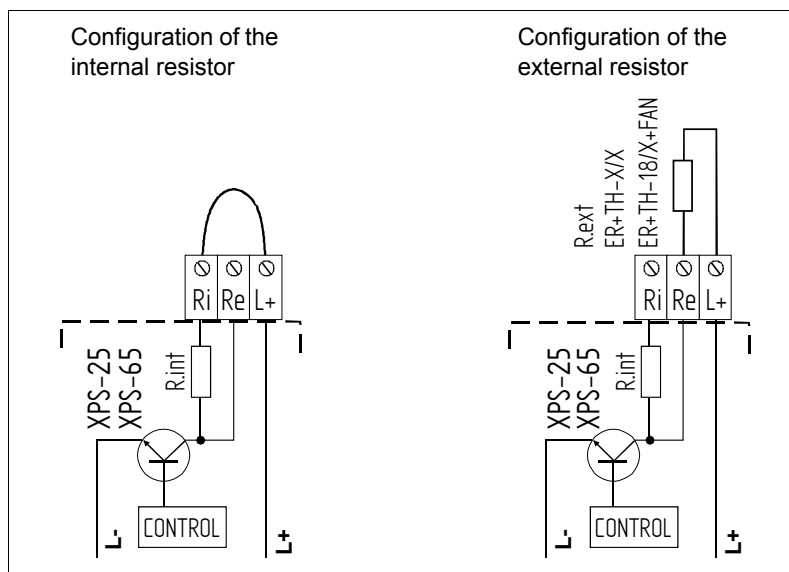 Configuration of the
internal resistor
Ri Re L+
XPS-25
XPS-65
R.int
CONTROL
L-
L+
Configuration of the
external resistor
R.ext
ER+TH-X/X
ER+TH-18/X+FAN
Ri Re L+
XPS-25
XPS-65
R.int
CONTROL
L-
L+